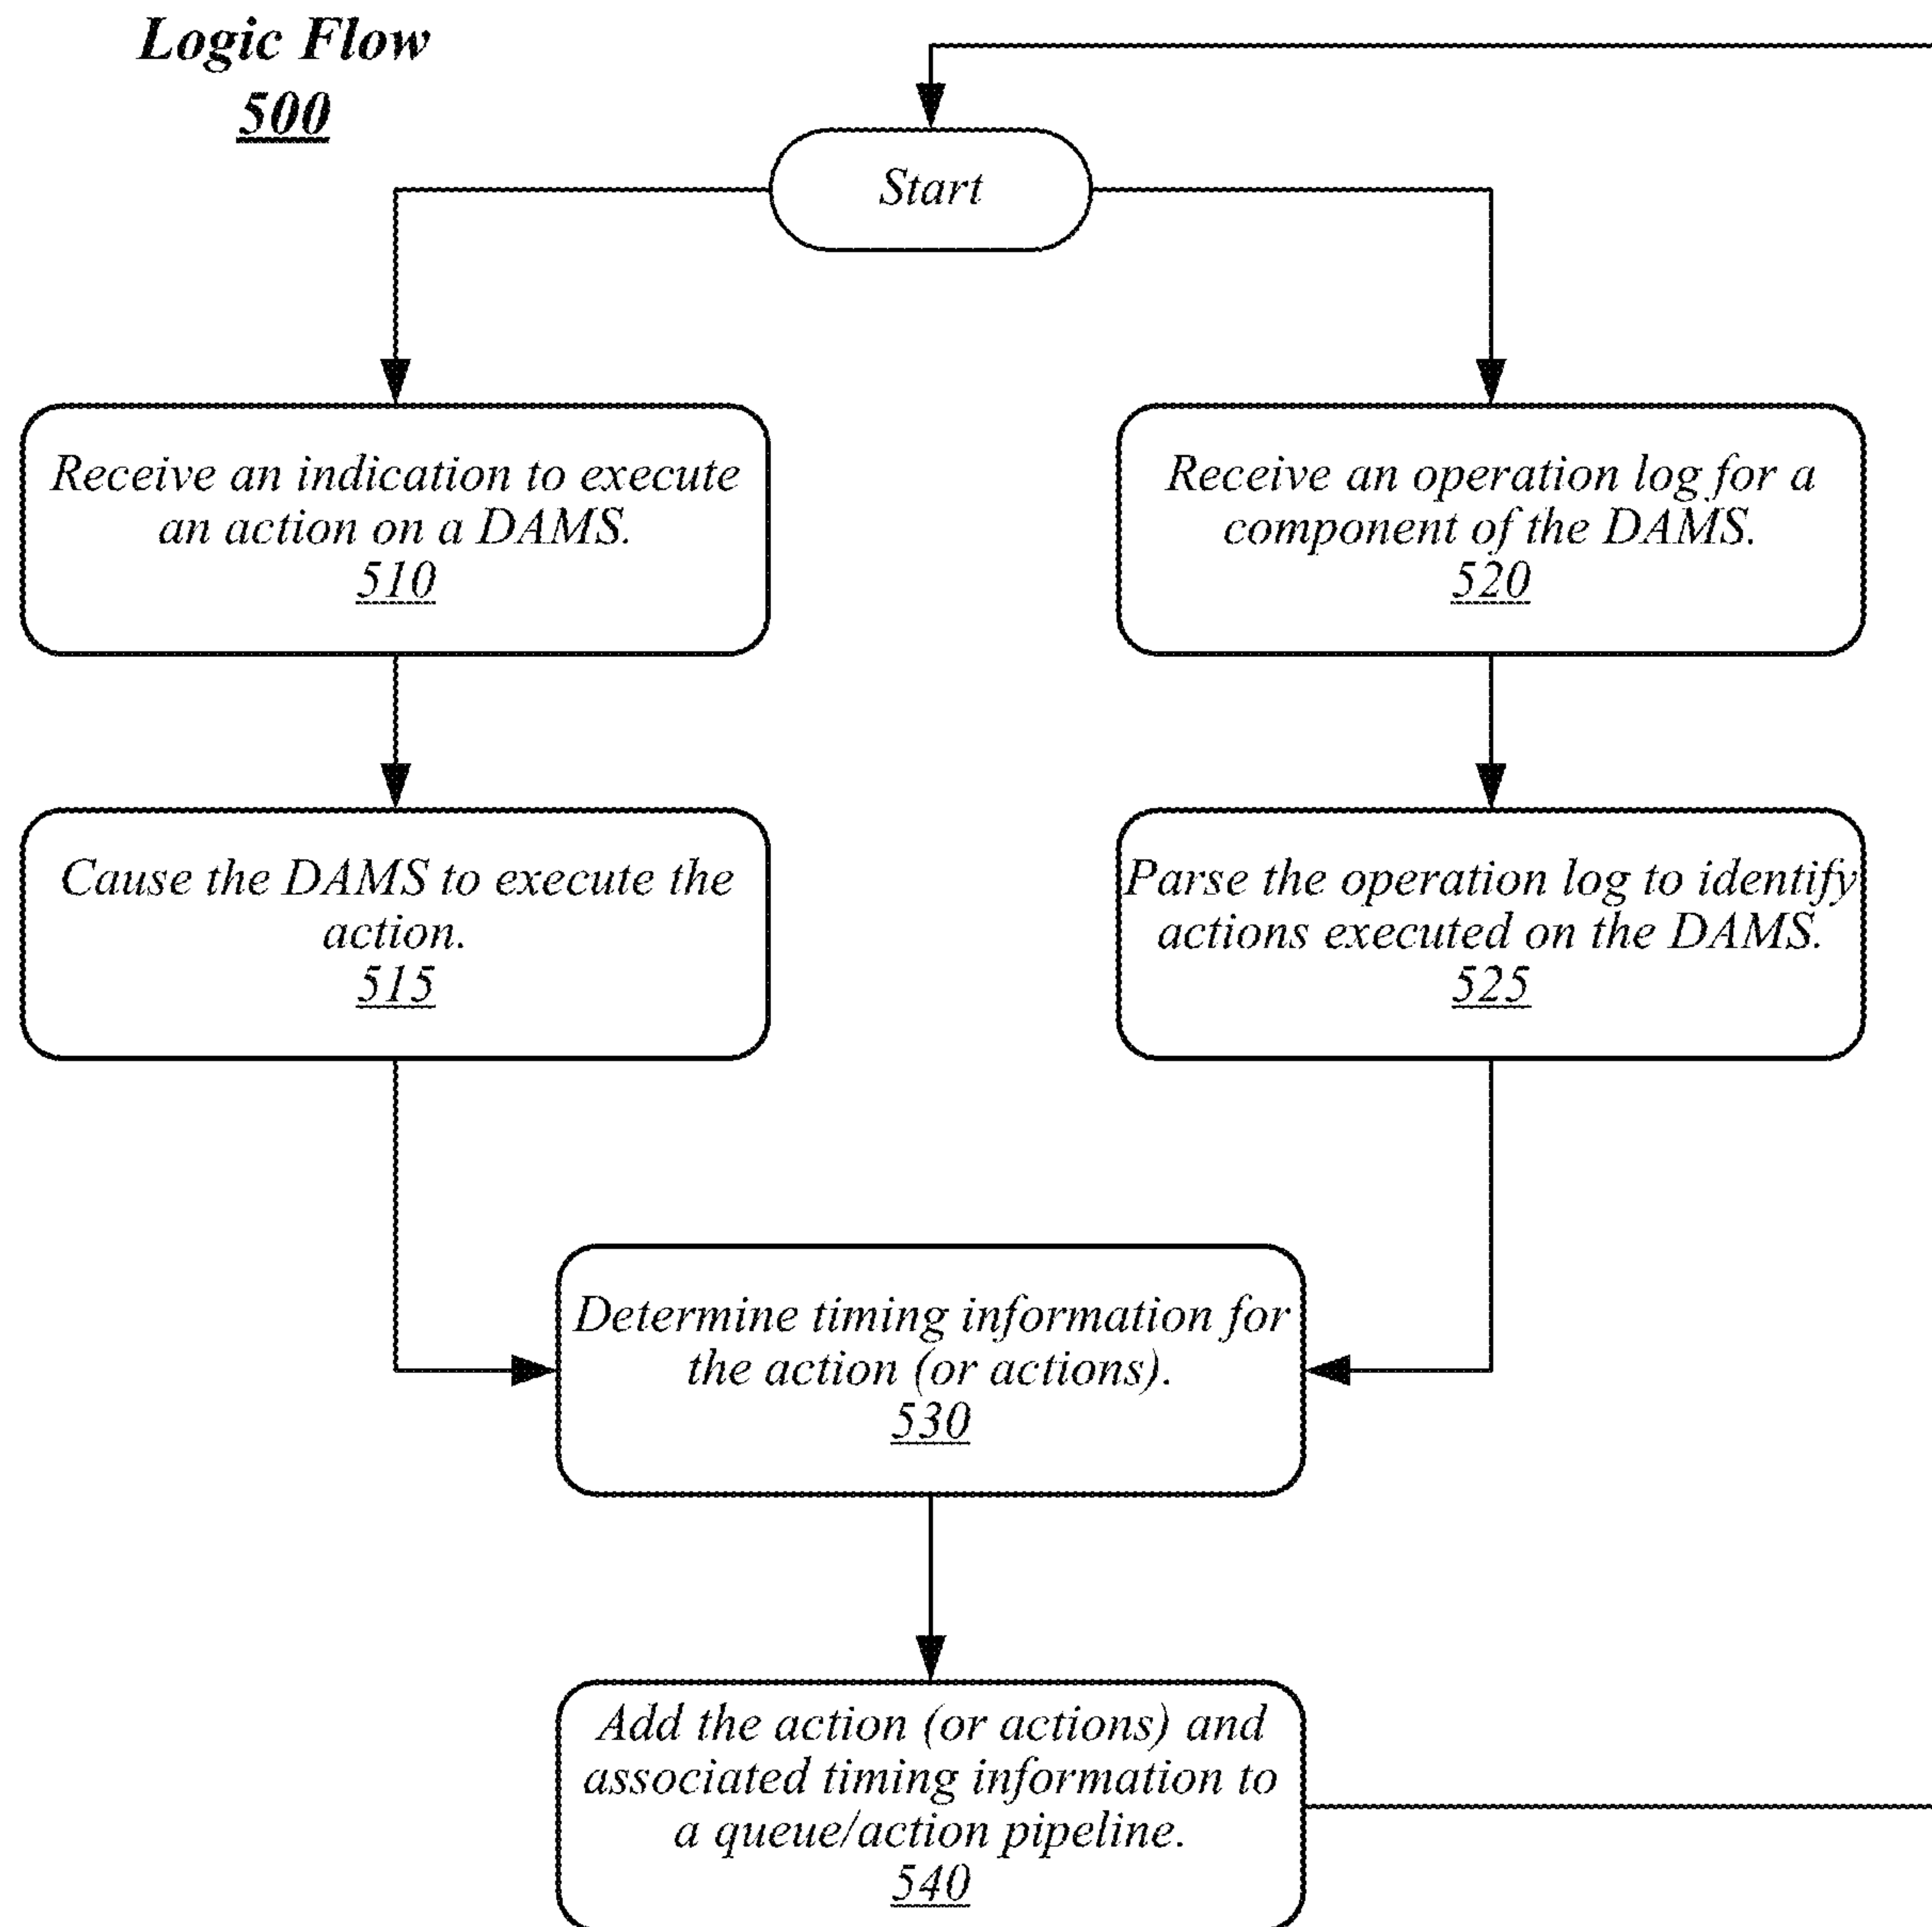 Logic Flow
500
Start
Receive an indication to execute
an action on a DAMS.
510
Receive an operation log for a
component of the DAMS.
520
Cause the DAMS to execute the
action.
515
Parse the operation log to identify
actions executed on the DAMS.
525
Determine timing information for
the action (or actions).
530
Add the action (or actions) and
associated timing information to
a queue/action pipeline.
540